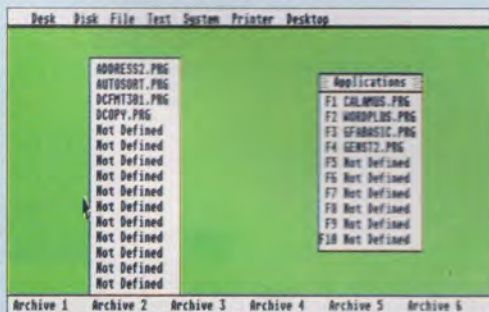 Desk Disk File Text System Printer Desktop
ADDRESS2.PRG
AUTOSORT.PRG
DCFMT301.PRG
DCOPY.PRG
Not Defined
Not Defined
Not Defined
Not Defined
Not Defined
Not Defined
Not Defined
Not Defined
Not Defined
Not Defined
Not Defined
Applications
F1 CALAMUS.PRG
F2 WORDPLUS.PRG
F3 GFABASIC.PRG
F4 GENST2.PRG
F5 Not Defined
F6 Not Defined
F7 Not Defined
F8 Not Defined
F9 Not Defined
F10 Not Defined
Archive 1 Archive 2 Archive 3 Archive 4 Archive 5 Archive 6